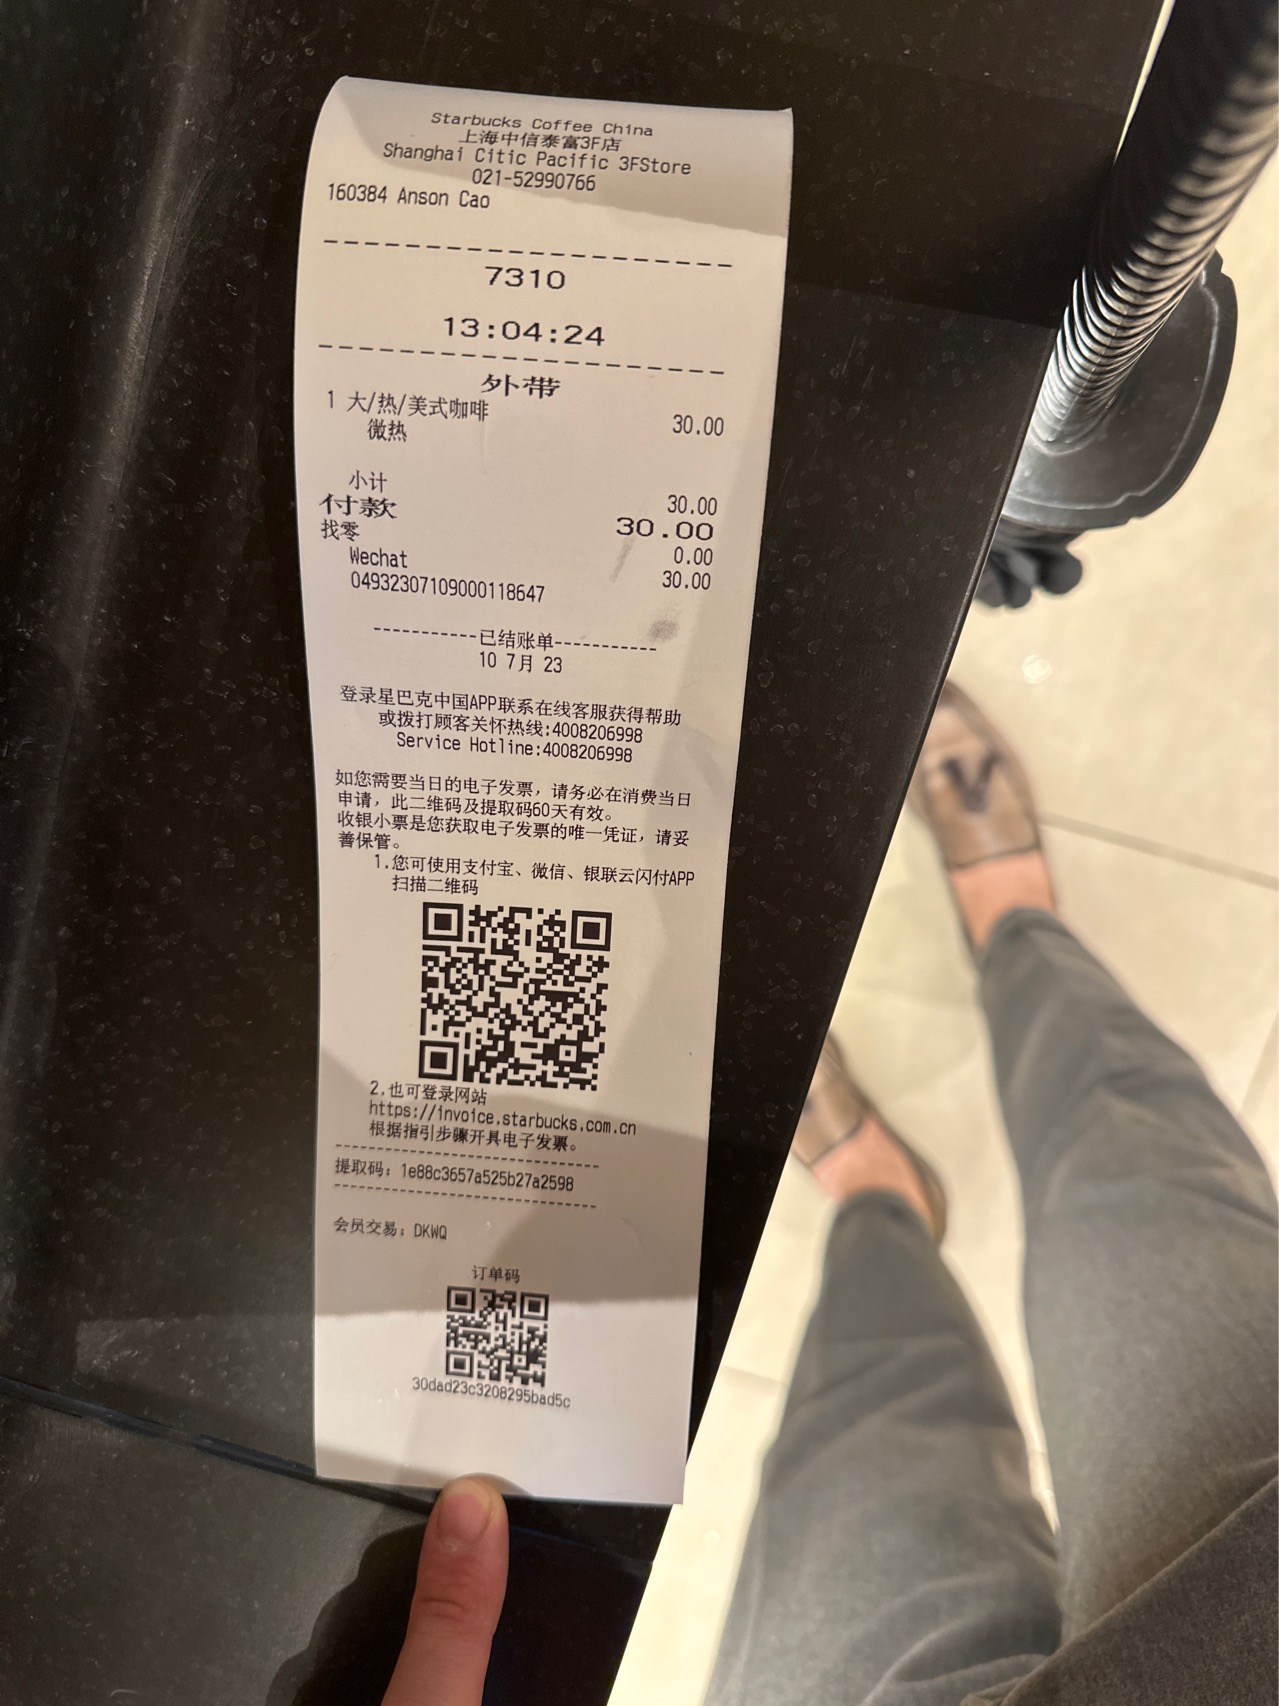 Starbucks Coffee China
上海中信泰富3F店
Shanghai Citic Pacific 3FStore
021-52990766
160384 Anson Cao
--------------------
7310
13:04:24
--------------------
外带
1 大/热/美式咖啡 30.00
微热
小计 30.00
付款 30.00
找零 0.00
Wechat 30.00
04932307109000118647
-----------已结账单-----------
10 7月 23
登录星巴克中国APP联系在线客服获得帮助
或拨打顾客关怀热线:4008206998
Service Hotline:4008206998
如您需要当日的电子发票，请务必在消费当日
申请，此二维码及提取码60天有效。
收银小票是您获取电子发票的唯一凭证，请妥
善保管。
1.您可使用支付宝、微信、银联云闪付APP
扫描二维码
2.也可登录网站
https://invoice.starbucks.com.cn
根据指引步骤开具电子发票。
------------------------------
提取码：1e88c3657a525b27a2598
------------------------------
会员交易：DKWQ
订单码
30dad23c3208295bad5c